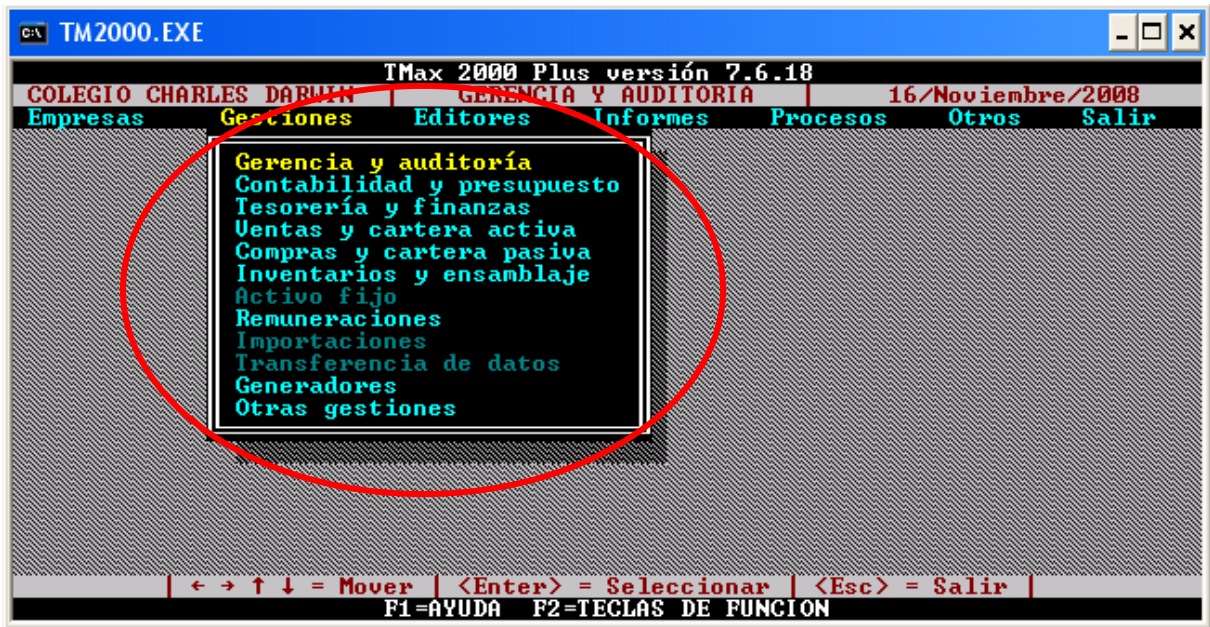 TM2000.EXE
TMax 2000 Plus versión 7.6.18
COLEGIO CHARLES DARWIN | GERENCIA Y AUDITORIA | 16/Noviembre/2008
Empresas Gestiones Editores Informes Procesos Otros Salir
Gerencia y auditoría
Contabilidad y presupuesto
Tesorería y finanzas
Ventas y cartera activa
Compras y cartera pasiva
Inventarios y ensamblaje
Activo fijo
Remuneraciones
Importaciones
Transferencia de datos
Generadores
Otras gestiones
| ← → ↑ ↓ = Mover | <Enter> = Seleccionar | <Esc> = Salir |
F1=AYUDA F2=TECLAS DE FUNCION